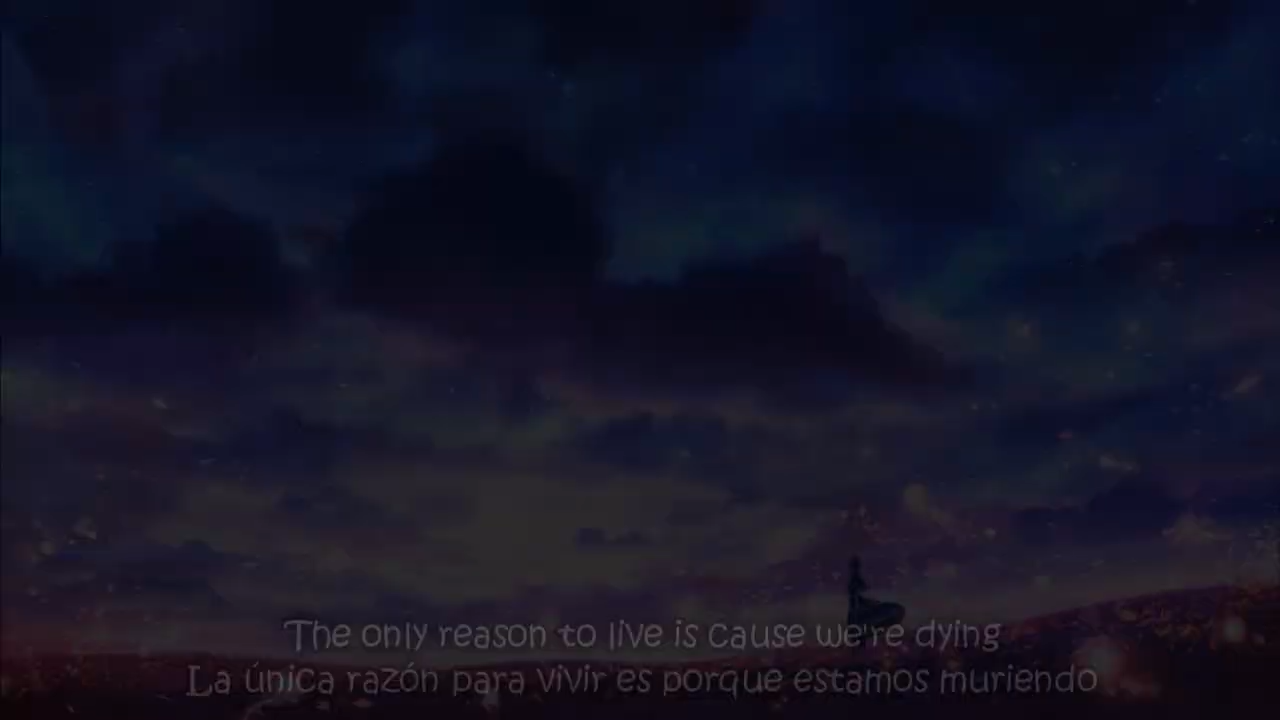 The only reason to live is cause we're dying
La única razón para vivir es porque estamos muriendo